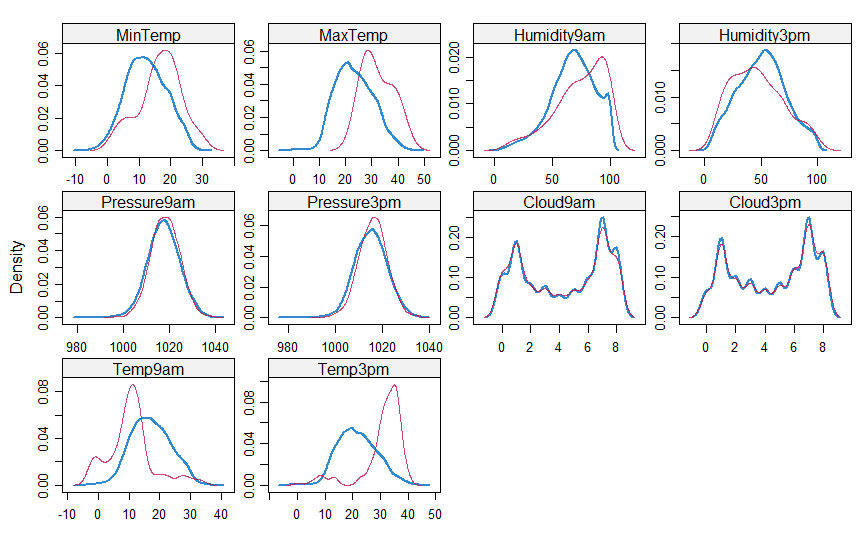 MinTemp MaxTemp Humidity9am Humidity3pm
0.00 0.02 0.04 0.06 0.00 0.02 0.04 0.06 0.000 0.010 0.020 0.000 0.010
-10 0 10 20 30 0 10 20 30 40 50 0 50 100 0 50 100
Pressure9am Pressure3pm Cloud9am Cloud3pm
0.00 0.02 0.04 0.06 0.00 0.02 0.04 0.06 0.00 0.10 0.20 0.00 0.10 0.20
980 1000 1020 1040 980 1000 1020 1040 0 2 4 6 8 0 2 4 6 8
Density
Temp9am Temp3pm
0.00 0.04 0.08 0.00 0.04 0.08
-10 0 10 20 30 40 0 10 20 30 40 50